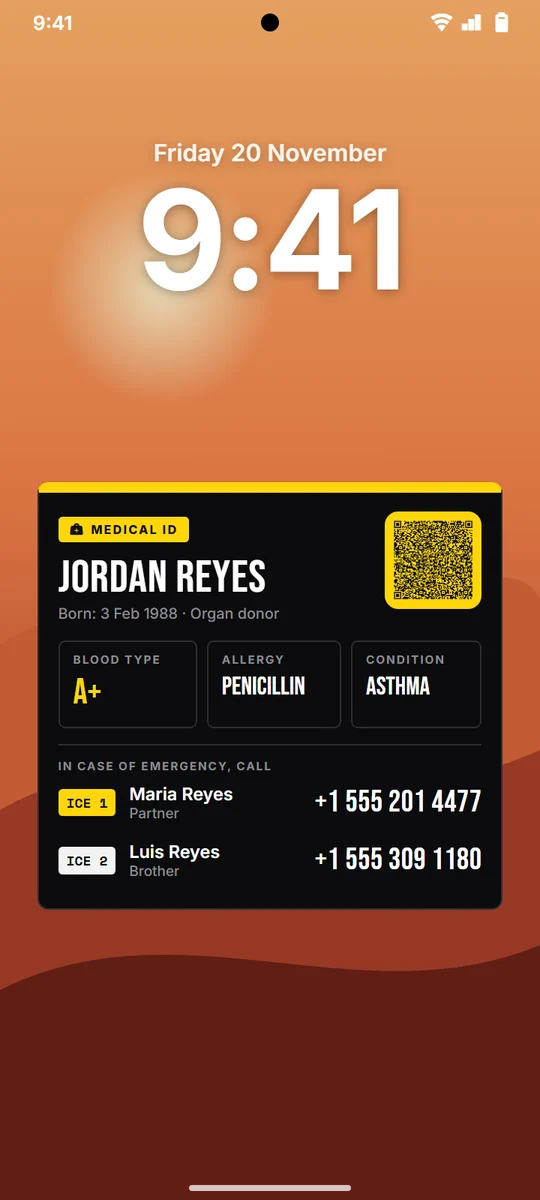 9:41
Friday 20 November
9:41
MEDICAL ID
JORDAN REYES
Born: 3 Feb 1988 · Organ donor
BLOOD TYPE
A+
ALLERGY
PENICILLIN
CONDITION
ASTHMA
IN CASE OF EMERGENCY, CALL
ICE 1
Maria Reyes
Partner
+1 555 201 4477
ICE 2
Luis Reyes
Brother
+1 555 309 1180